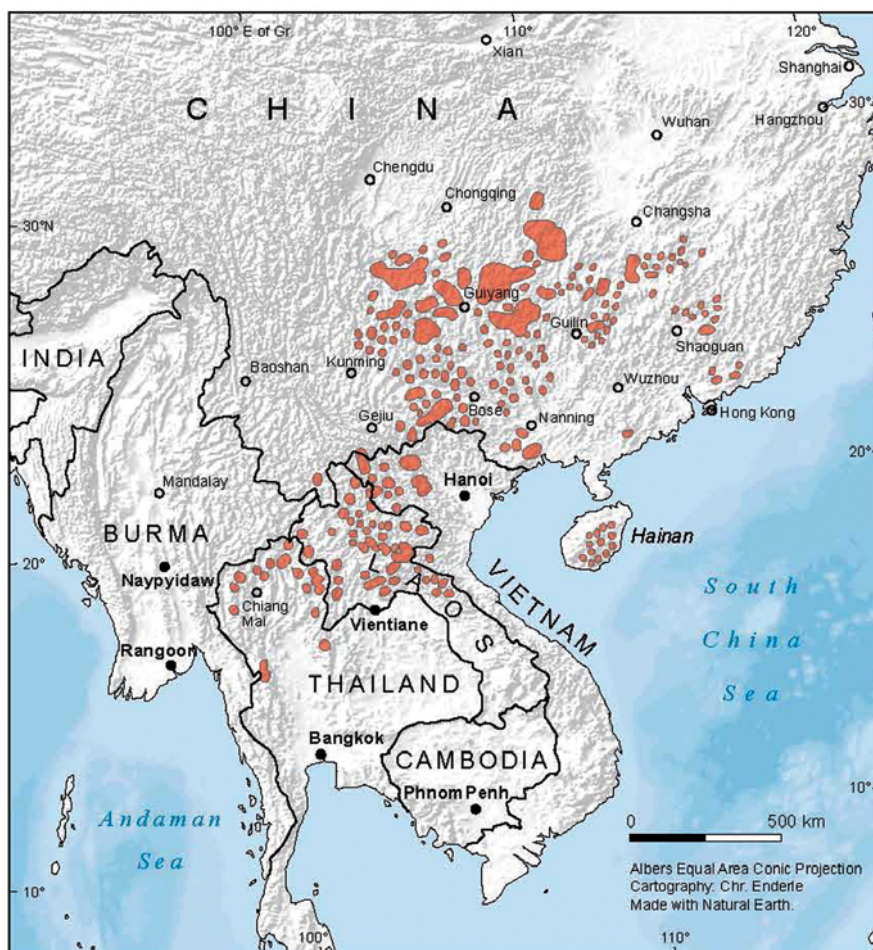 100° E of Gr.
110°
120°
Xian
Shanghai
CHINA
Hangzhou
30°
Wuhan
Chengdu
Chongqing
30°N
Changsha
Guiyang
Guilin
Shaoguan
INDIA
Baoshan
Kunming
Wuzhou
Bose
Gejiu
Nanning
Hong Kong
20°
Mandalay
Hanoi
BURMA
Hainan
20°
Naypyidaw
LAOS
VIETNAM
South
China
Sea
Chiang
Mai
Vientiane
Rangoon
THAILAND
Bangkok
CAMBODIA
Phnom Penh
10°
0 500 km
Andaman
Sea
Albers Equal Area Conic Projection
Cartography: Chr. Enderle
Made with Natural Earth.
10°
100°
110°